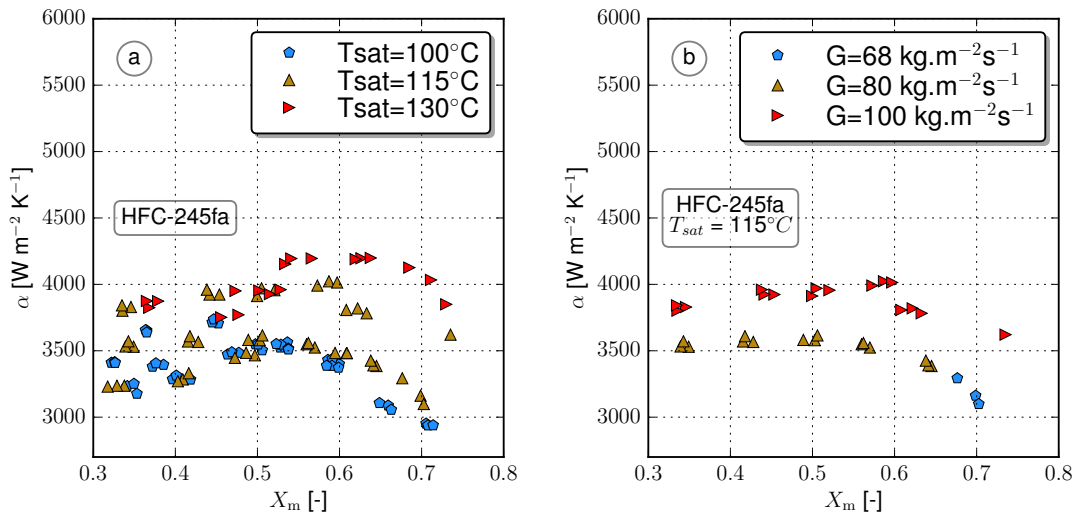 a
Tsat=100°C
Tsat=115°C
Tsat=130°C
HFC-245fa
6000
5500
5000
4500
4000
3500
3000
α [W m⁻² K⁻¹]
0.3 0.4 0.5 0.6 0.7 0.8
Xₘ [-]
b
G=68 kg.m⁻²s⁻¹
G=80 kg.m⁻²s⁻¹
G=100 kg.m⁻²s⁻¹
HFC-245fa
T_sat = 115°C
6000
5500
5000
4500
4000
3500
3000
α [W m⁻² K⁻¹]
0.3 0.4 0.5 0.6 0.7 0.8
Xₘ [-]